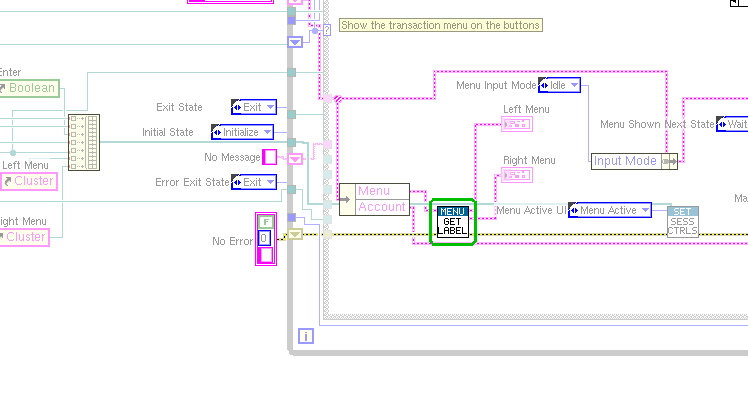 Show the transaction menu on the buttons
Enter
Boolean
Menu Input Mode
Idle
Exit State
Exit
Left Menu
Initial State
Initialize
Menu Shown Next State
Wait
No Message
Right Menu
Input Mode
Left Menu
Cluster
Error Exit State
Exit
Menu
Account
MENU
GET
LABEL
Menu Active UI
Menu Active
SET
SESS
CTRLS
Ma
Right Menu
Cluster
No Error
F
0
i